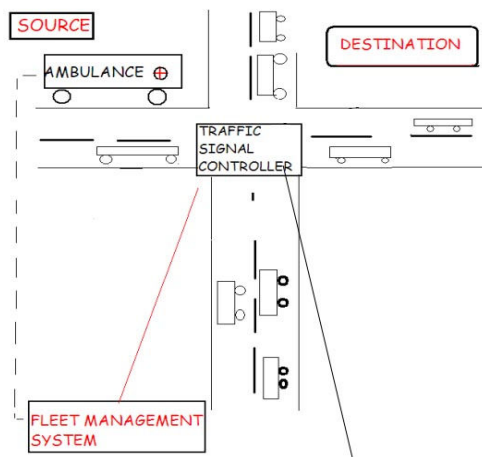 SOURCE
DESTINATION
AMBULANCE
TRAFFIC
SIGNAL
CONTROLLER
FLEET MANAGEMENT
SYSTEM